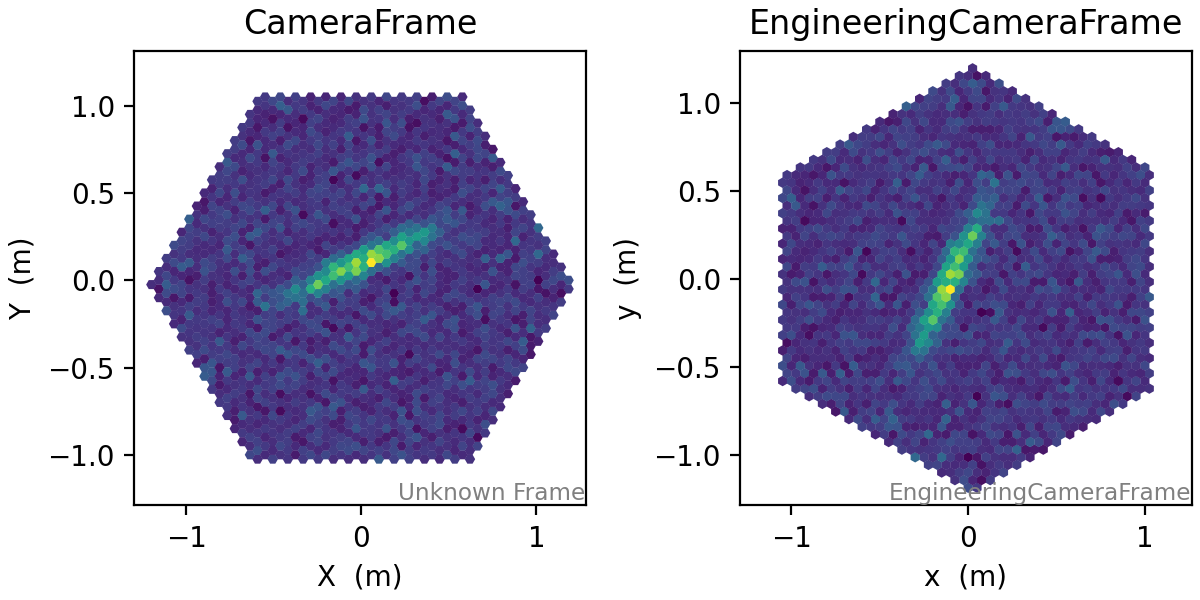 CameraFrame
EngineeringCameraFrame
1.0
0.5
0.0
−0.5
−1.0
Y (m)
Unknown Frame
−1
0
1
X (m)
1.0
0.5
0.0
−0.5
−1.0
y (m)
EngineeringCameraFrame
−1
0
1
x (m)